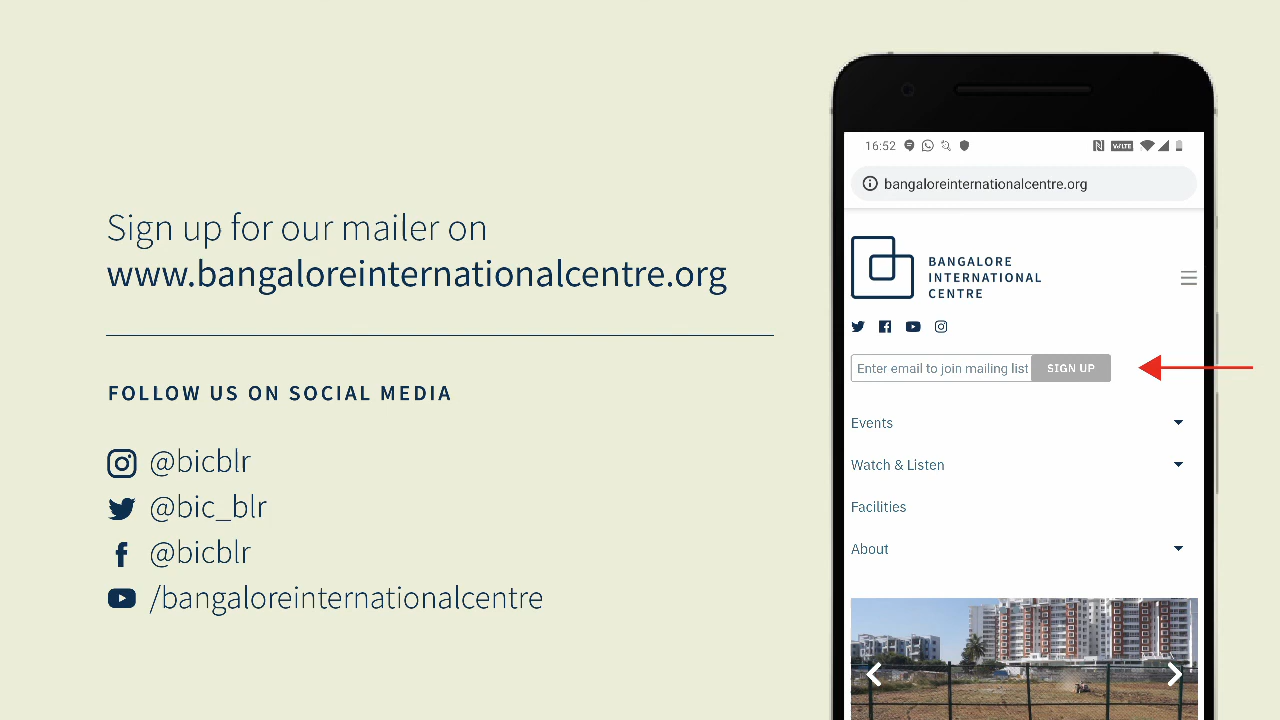 Sign up for our mailer on
www.bangaloreinternationalcentre.org
FOLLOW US ON SOCIAL MEDIA
@bicblr
@bic_blr
@bicblr
/bangaloreinternationalcentre
16:52
VoLTE
bangaloreinternationalcentre.org
BANGALORE
INTERNATIONAL
CENTRE
Enter email to join mailing list
SIGN UP
Events
Watch & Listen
Facilities
About